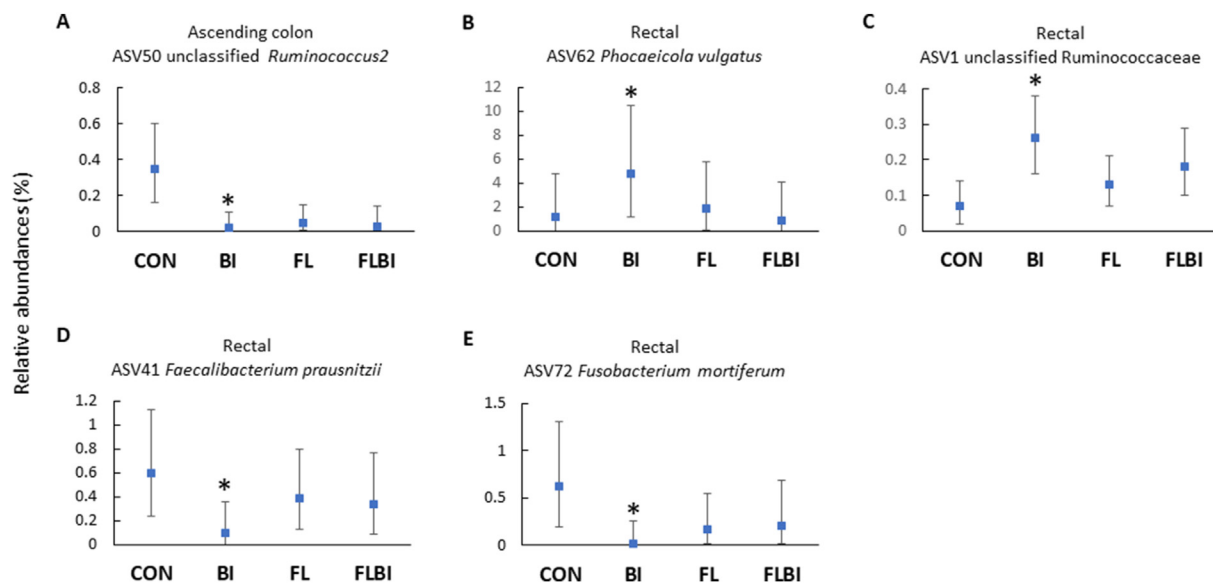 Relative abundances (%)
A
Ascending colon
ASV50 unclassified Ruminococcus2
0.8
0.6
0.4
0.2
0
*
CON BI FL FLBI
B
Rectal
ASV62 Phocaeicola vulgatus
12
10
8
6
4
2
0
*
CON BI FL FLBI
C
Rectal
ASV1 unclassified Ruminococcaceae
0.4
0.3
0.2
0.1
0
*
CON BI FL FLBI
D
Rectal
ASV41 Faecalibacterium prausnitzii
1.2
1
0.8
0.6
0.4
0.2
0
*
CON BI FL FLBI
E
Rectal
ASV72 Fusobacterium mortiferum
1.5
1
0.5
0
*
CON BI FL FLBI